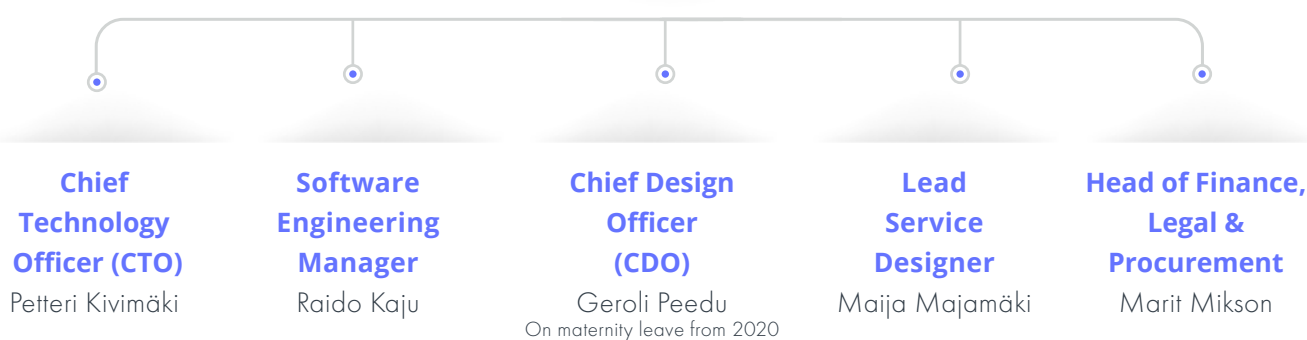 Chief
Technology
Officer (CTO)
Petteri Kivimäki
Software
Engineering
Manager
Raido Kaju
Chief Design
Officer
(CDO)
Geroli Peedu
On maternity leave from 2020
Lead
Service
Designer
Maija Majamäki
Head of Finance,
Legal &
Procurement
Marit Mikson